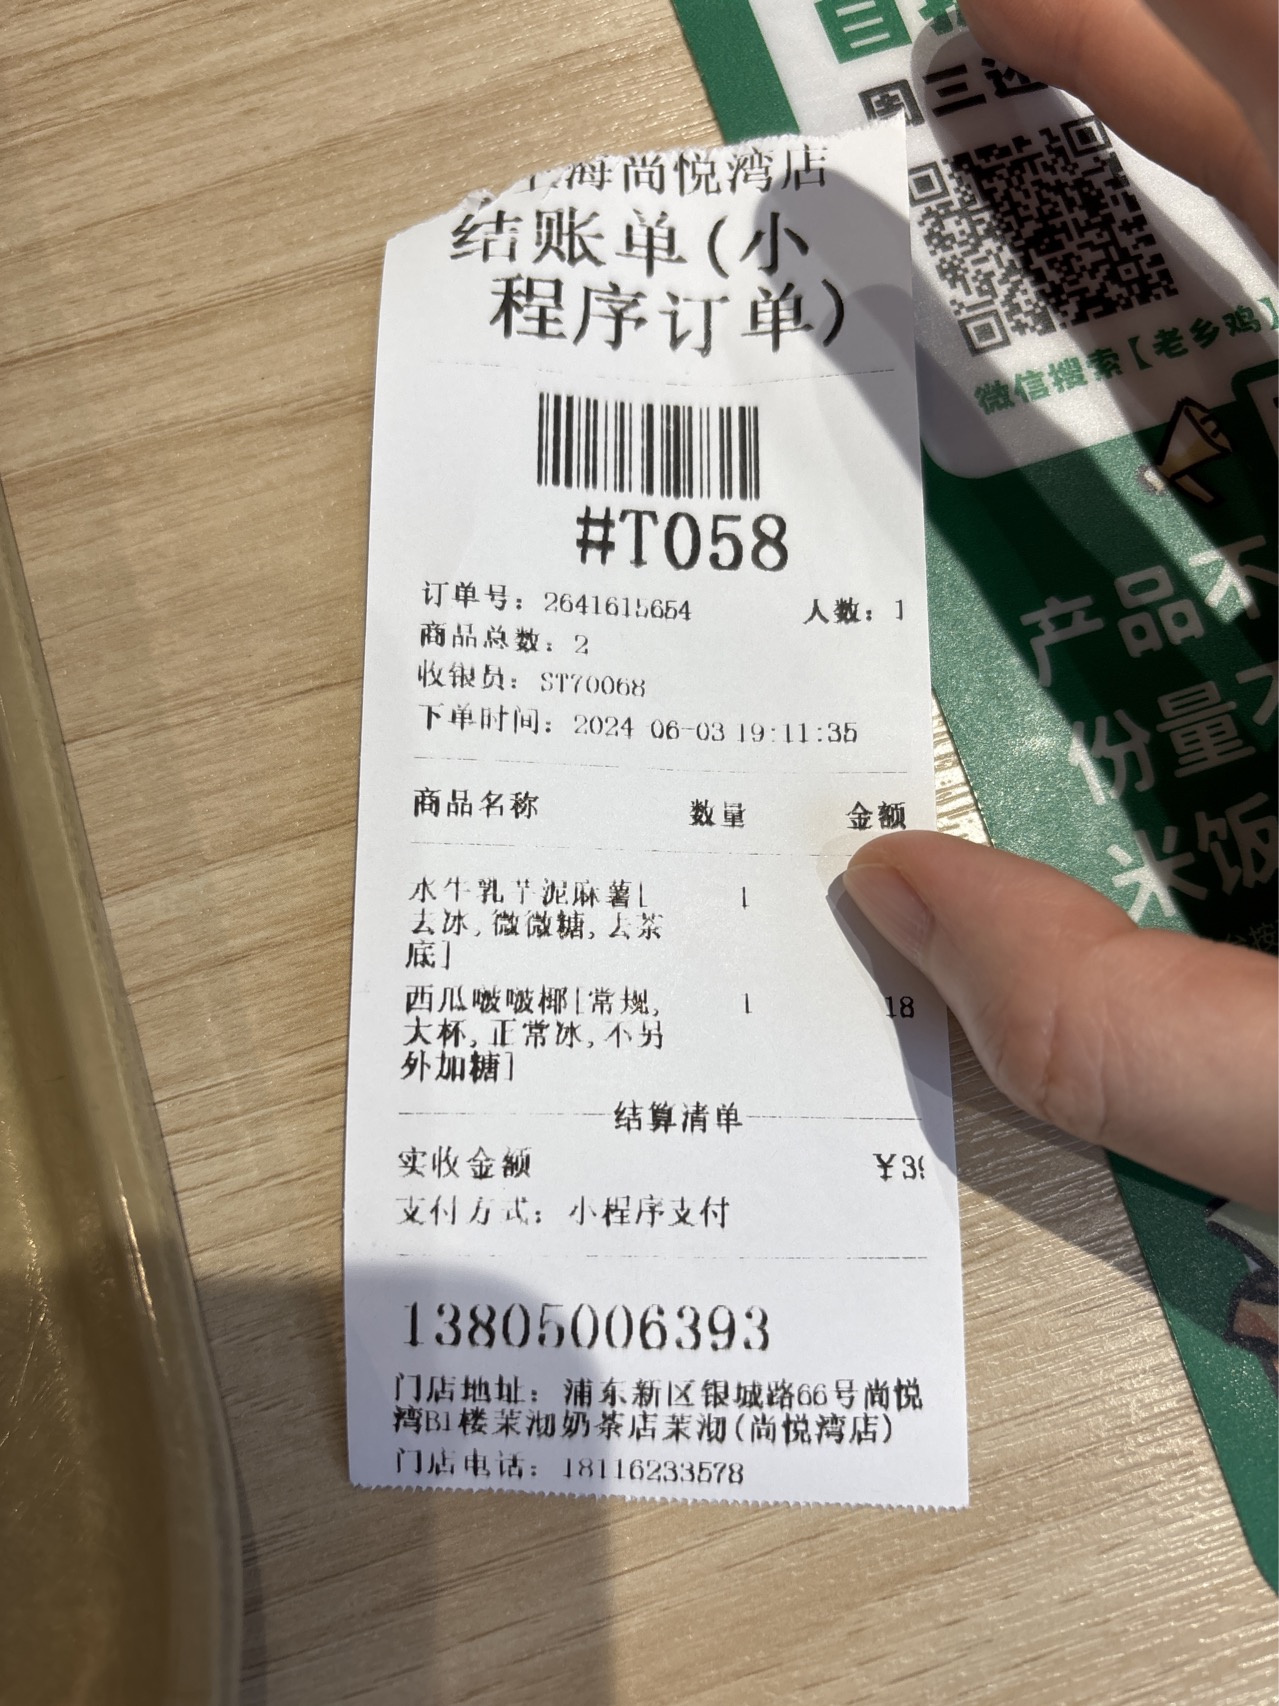 海尚悦湾店
结账单(小
程序订单)
#T058
订单号: 2641615654 人数: 1
商品总数: 2
收银员: ST70068
下单时间: 2024 06-03 19:11:35
商品名称 数量 金额
水牛乳芋泥麻薯[ 1
去冰, 微微糖, 去茶
底]
西瓜啵啵椰[常规, 1 18
大杯, 正常冰, 不另
外加糖]
结算清单
实收金额 ¥3
支付方式: 小程序支付
13805006393
门店地址: 浦东新区银城路66号尚悦
湾B1楼茉沏奶茶店茉沏(尚悦湾店)
门店电话: 18116233578
周三
微信搜索【老乡鸡】
产品不
份量不
米饭